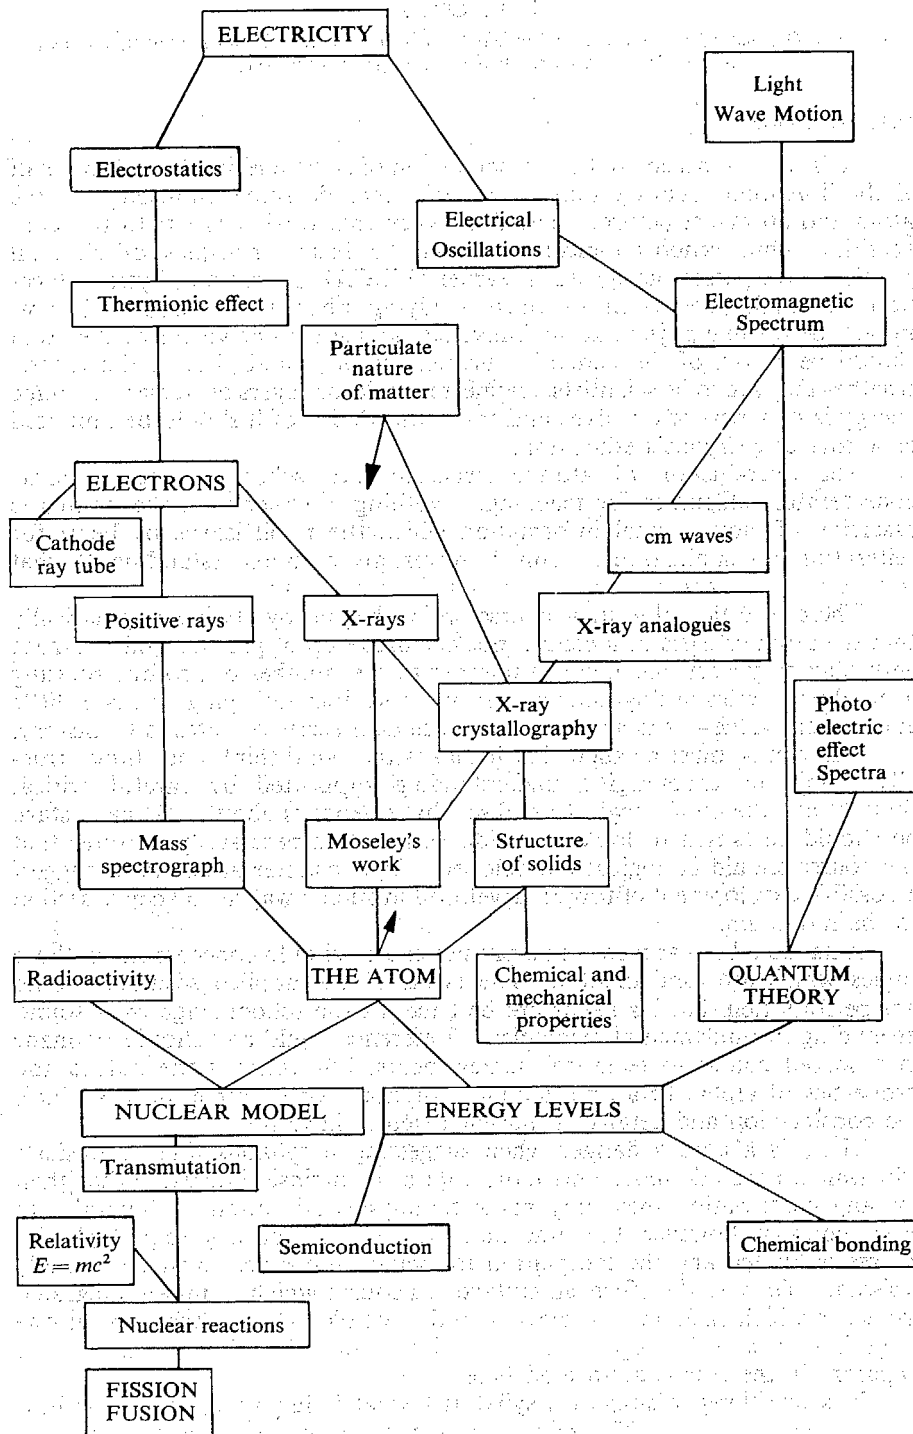 ELECTRICITY
Light
Wave Motion
Electrostatics
Electrical
Oscillations
Thermionic effect
Electromagnetic
Spectrum
Particulate
nature
of matter
ELECTRONS
cm waves
Cathode
ray tube
Positive rays
X-rays
X-ray analogues
X-ray
crystallography
Photo
electric
effect
Spectra
Mass
spectrograph
Moseley's
work
Structure
of solids
Radioactivity
THE ATOM
Chemical and
mechanical
properties
QUANTUM
THEORY
NUCLEAR MODEL
ENERGY LEVELS
Transmutation
Relativity
E = mc²
Semiconduction
Chemical bonding
Nuclear reactions
FISSION
FUSION